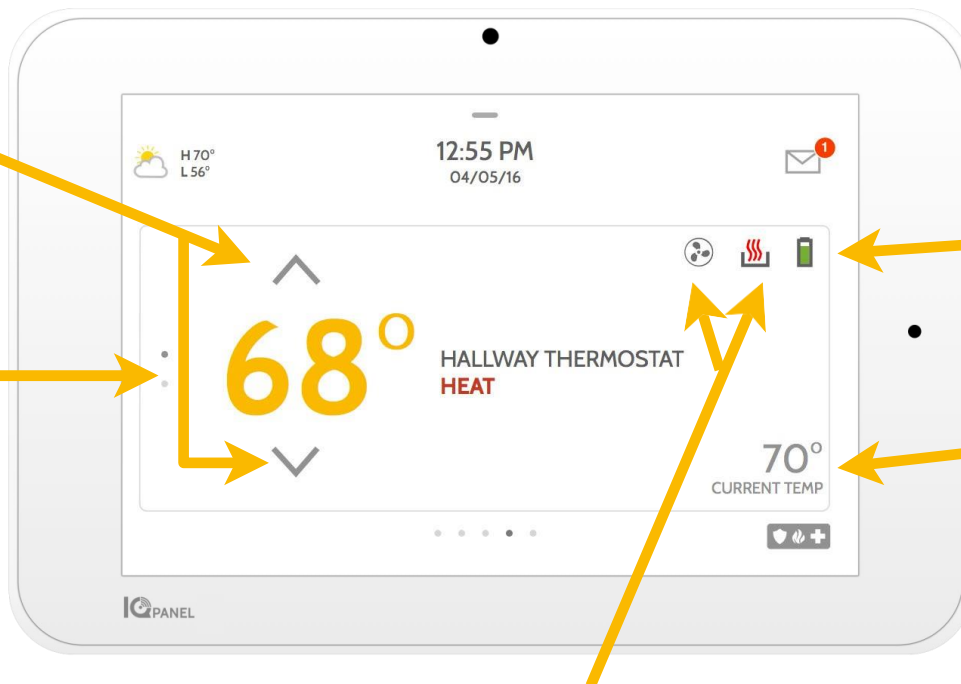 12:55 PM
04/05/16
H 70°
L 56°
1
68°
HALLWAY THERMOSTAT
HEAT
70°
CURRENT TEMP
IQ PANEL